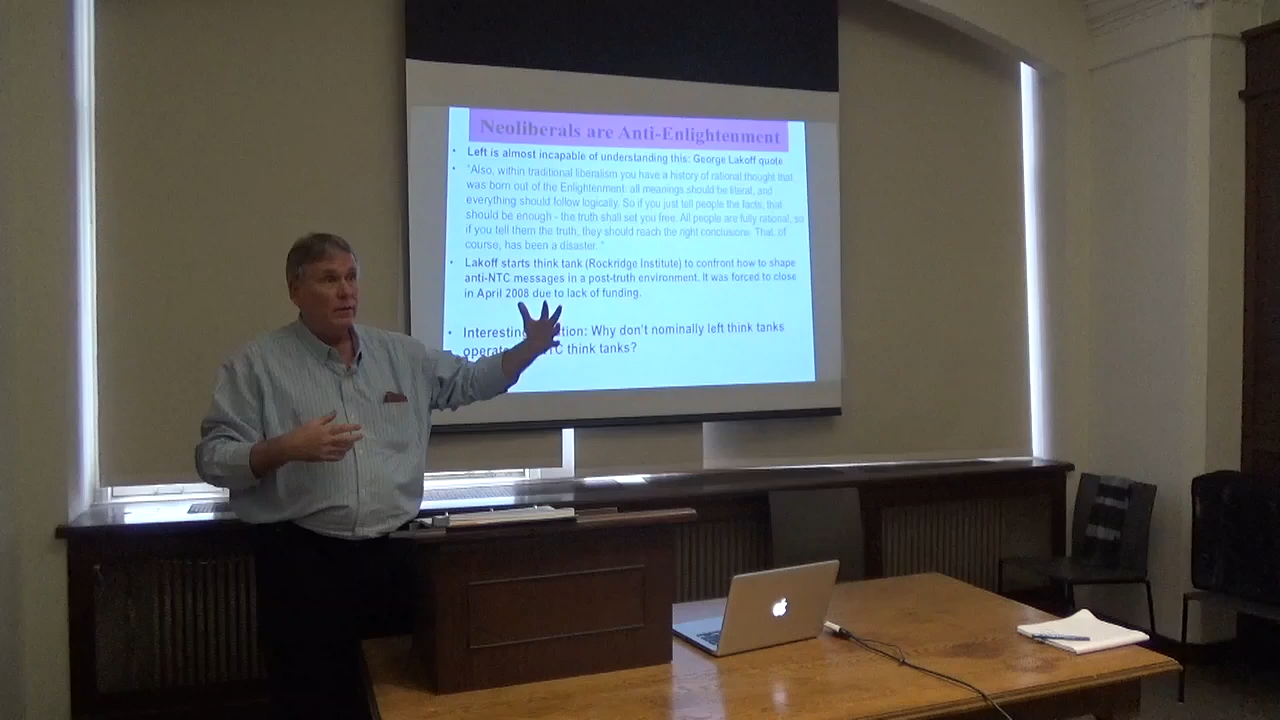 Neoliberals are Anti-Enlightenment
• Left is almost incapable of understanding this: George Lakoff quote
• "Also, within traditional liberalism you have a history of rational thought that
was born out of the Enlightenment: all meanings should be literal, and
everything should follow logically. So if you just tell people the facts, that
should be enough - the truth shall set you free. All people are fully rational, so
if you tell them the truth, they should reach the right conclusions. That, of
course, has been a disaster. "
• Lakoff starts think tank (Rockridge Institute) to confront how to shape
anti-NTC messages in a post-truth environment. It was forced to close
in April 2008 due to lack of funding.
• Interesting Why don't nominally left think tanks
think tanks?